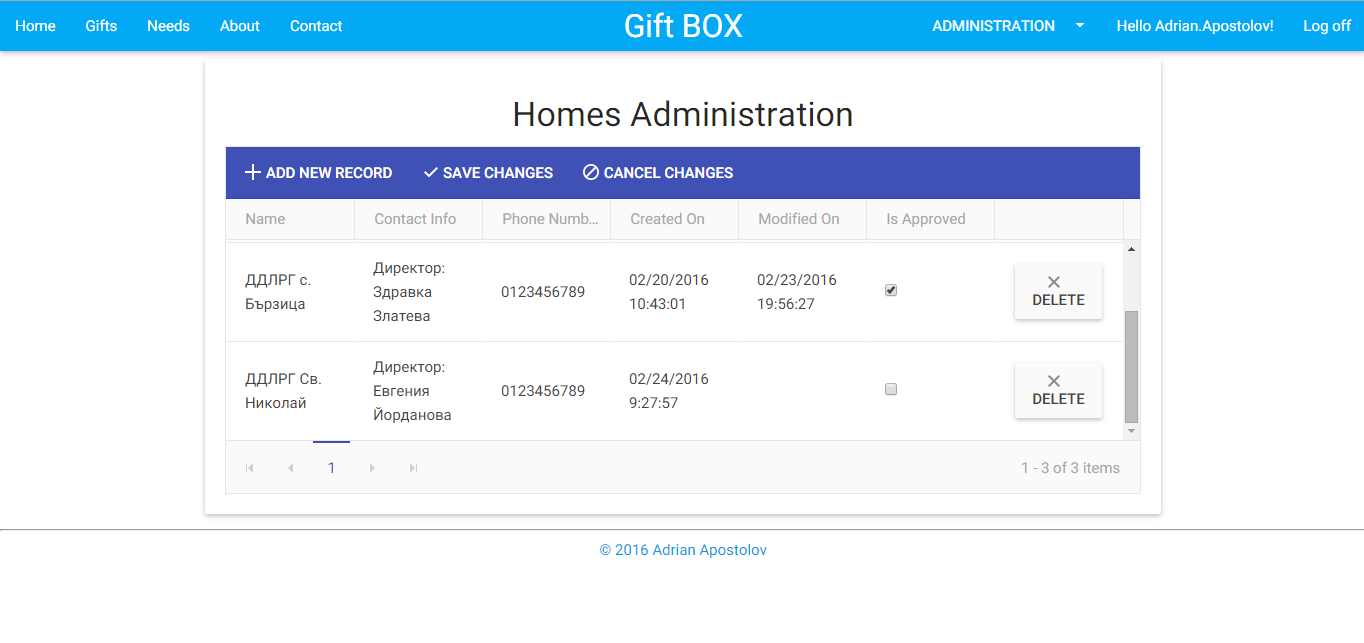 Home Gifts Needs About Contact Gift BOX ADMINISTRATION Hello Adrian.Apostolov! Log off
Homes Administration
ADD NEW RECORD SAVE CHANGES CANCEL CHANGES
Name Contact Info Phone Numb... Created On Modified On Is Approved
ДДЛРГ с.
Бързица
Директор:
Здравка
Златева
0123456789
02/20/2016
10:43:01
02/23/2016
19:56:27
DELETE
ДДЛРГ Св.
Николай
Директор:
Евгения
Йорданова
0123456789
02/24/2016
9:27:57
DELETE
1
1 - 3 of 3 items
© 2016 Adrian Apostolov